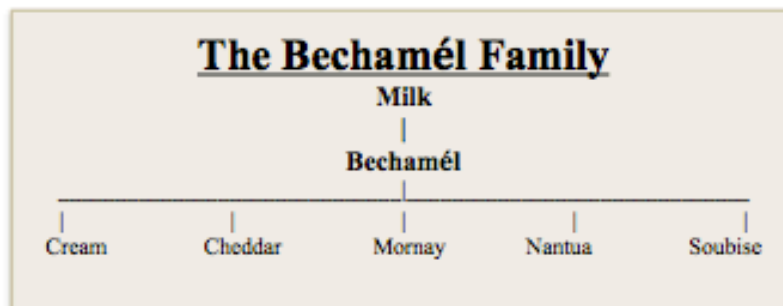 The Bechamél Family
Milk
Bechamél
Cream Cheddar Mornay Nantua Soubise